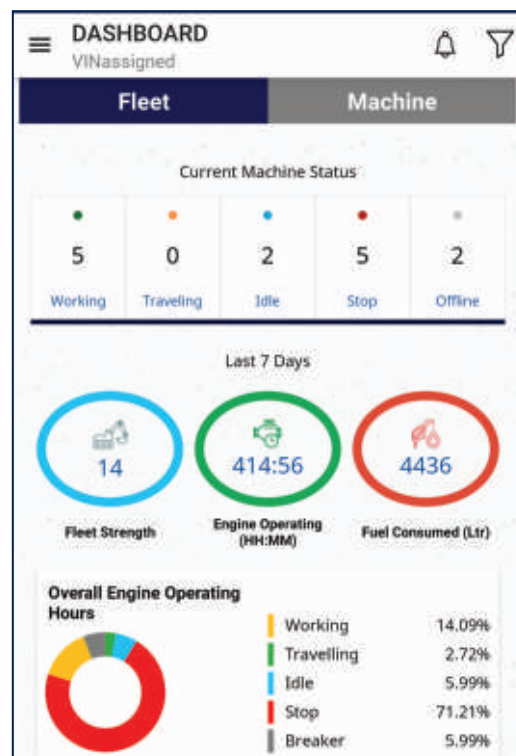 DASHBOARD
VINassigned
Fleet Machine
Current Machine Status
5 0 2 5 2
Working Traveling Idle Stop Offline
Last 7 Days
14 414:56 4436
Fleet Strength Engine Operating (HH:MM) Fuel Consumed (Ltr)
Overall Engine Operating
Hours
Working 14.09%
Travelling 2.72%
Idle 5.99%
Stop 71.21%
Breaker 5.99%